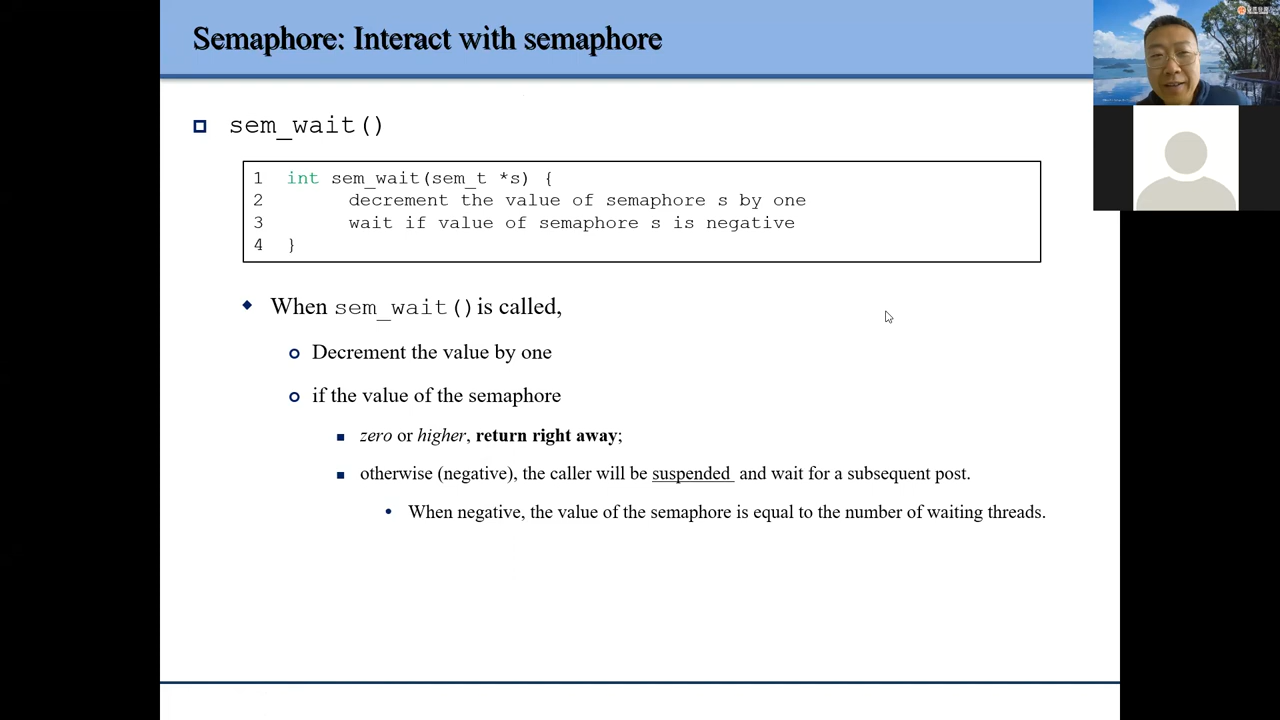 Semaphore: Interact with semaphore
sem_wait()
1 int sem_wait(sem_t *s) {
2 decrement the value of semaphore s by one
3 wait if value of semaphore s is negative
4 }
When sem_wait() is called,
Decrement the value by one
if the value of the semaphore
zero or higher, return right away;
otherwise (negative), the caller will be suspended and wait for a subsequent post.
When negative, the value of the semaphore is equal to the number of waiting threads.